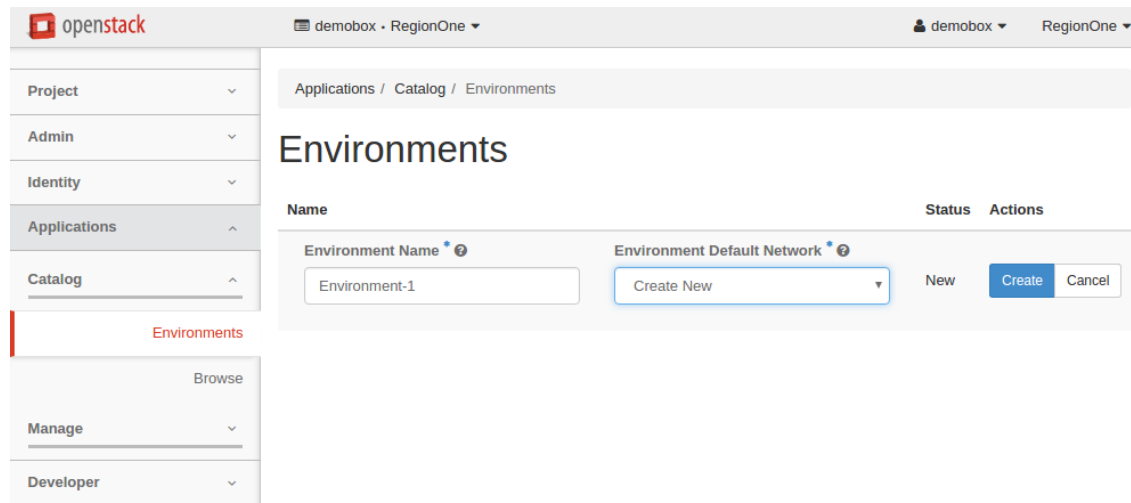 openstack demobox • RegionOne demobox RegionOne
Project
Admin
Identity
Applications
Catalog
Environments
Browse
Manage
Developer
Applications / Catalog / Environments
Environments
Name Status Actions
Environment Name * Environment Default Network *
Environment-1 Create New New Create Cancel